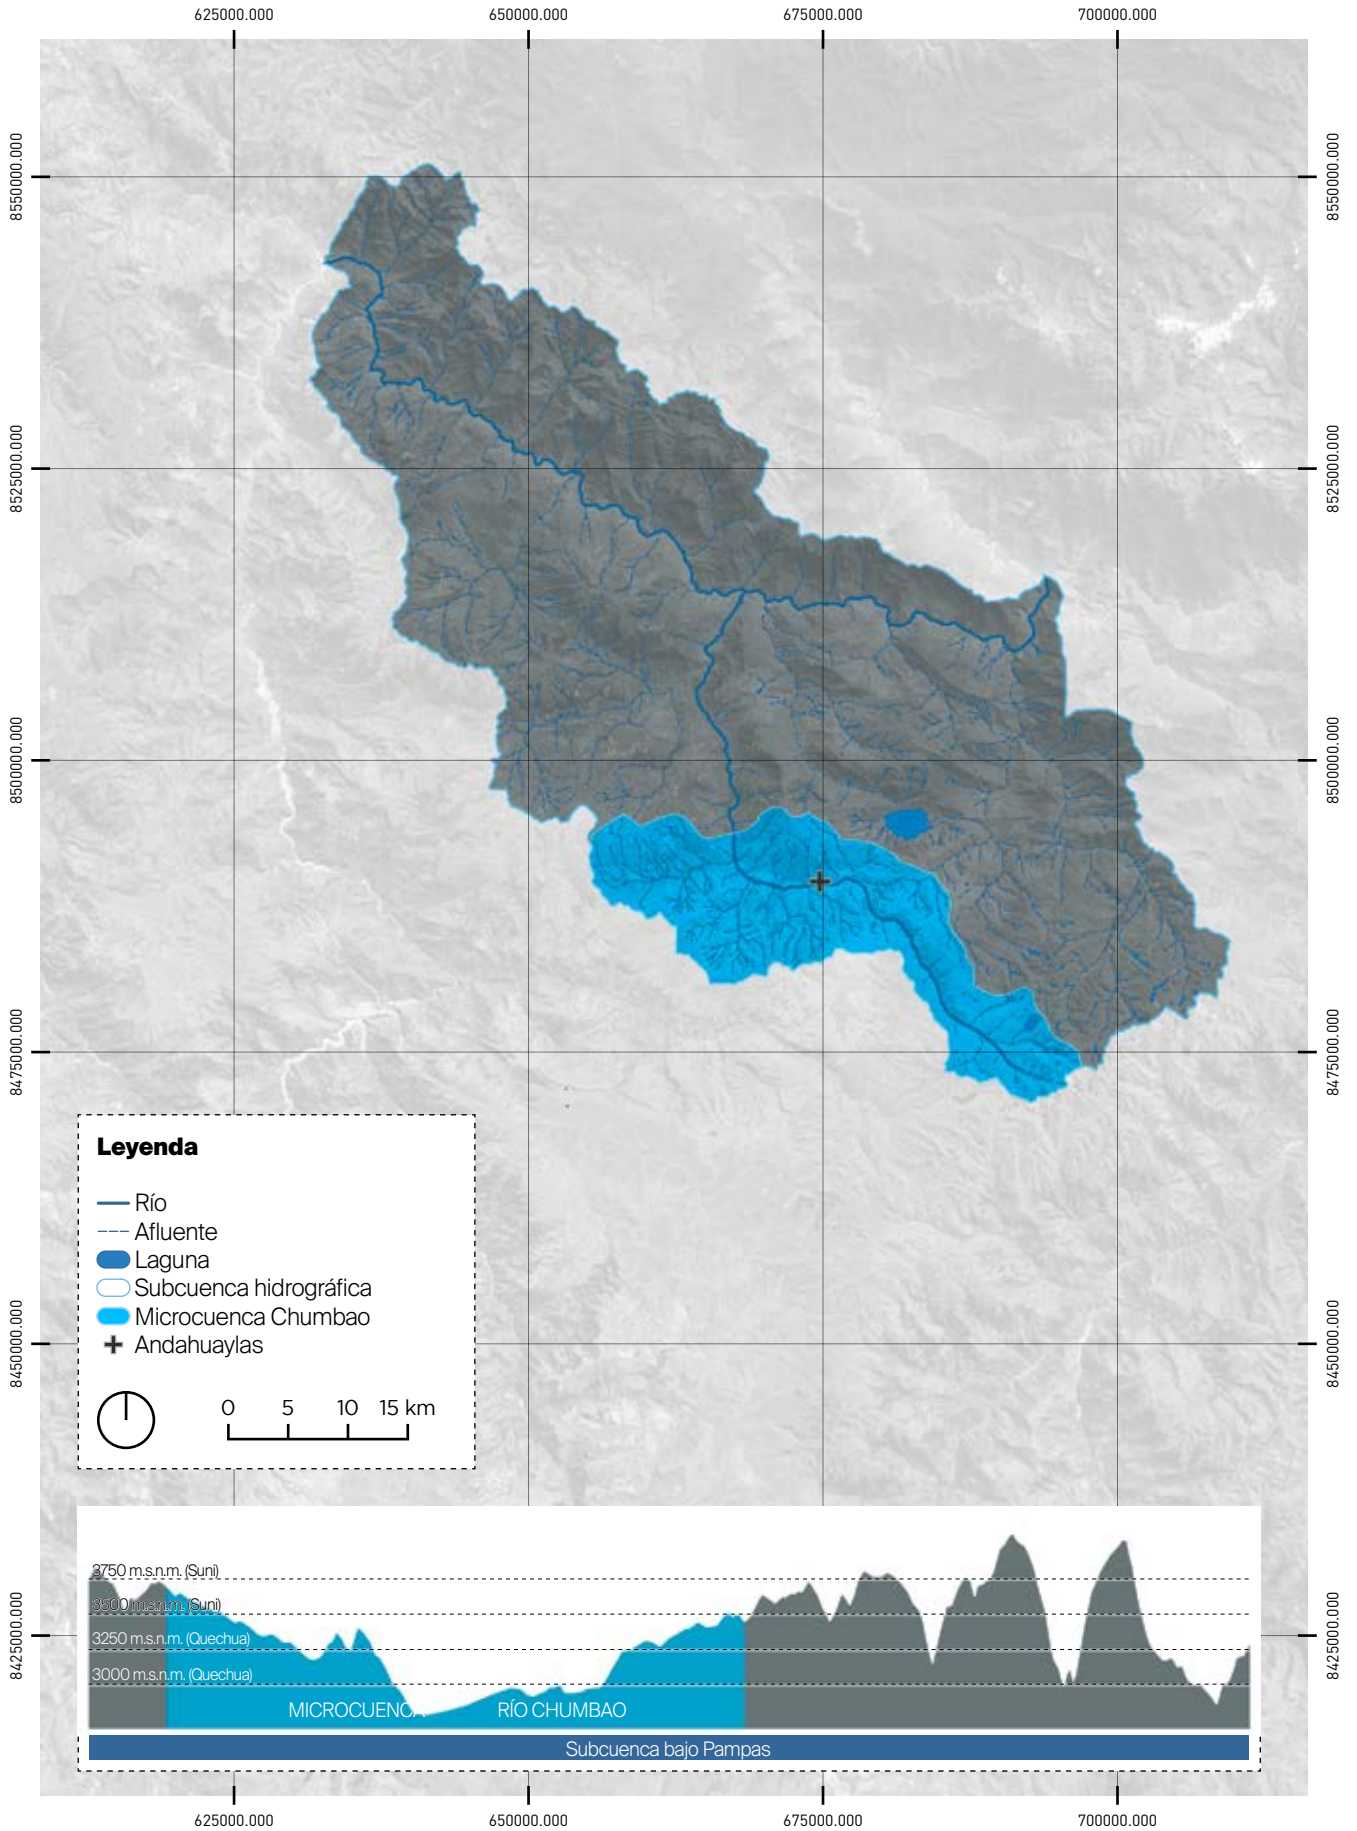 625000.000 650000.000 675000.000 700000.000
8550000.000 8550000.000
8525000.000 8525000.000
8500000.000 8500000.000
8475000.000 8475000.000
Leyenda
Río
Afluente
Laguna
Subcuenca hidrográfica
Microcuenca Chumbao
Andahuaylas
8450000.000 8450000.000
0 5 10 15 km
3750 m.s.n.m. (Suni)
3500 m.s.n.m. (Suni)
8425000.000 8425000.000
3250 m.s.n.m. (Quechua)
3000 m.s.n.m. (Quechua)
MICROCUENCA RÍO CHUMBAO
Subcuenca bajo Pampas
625000.000 650000.000 675000.000 700000.000